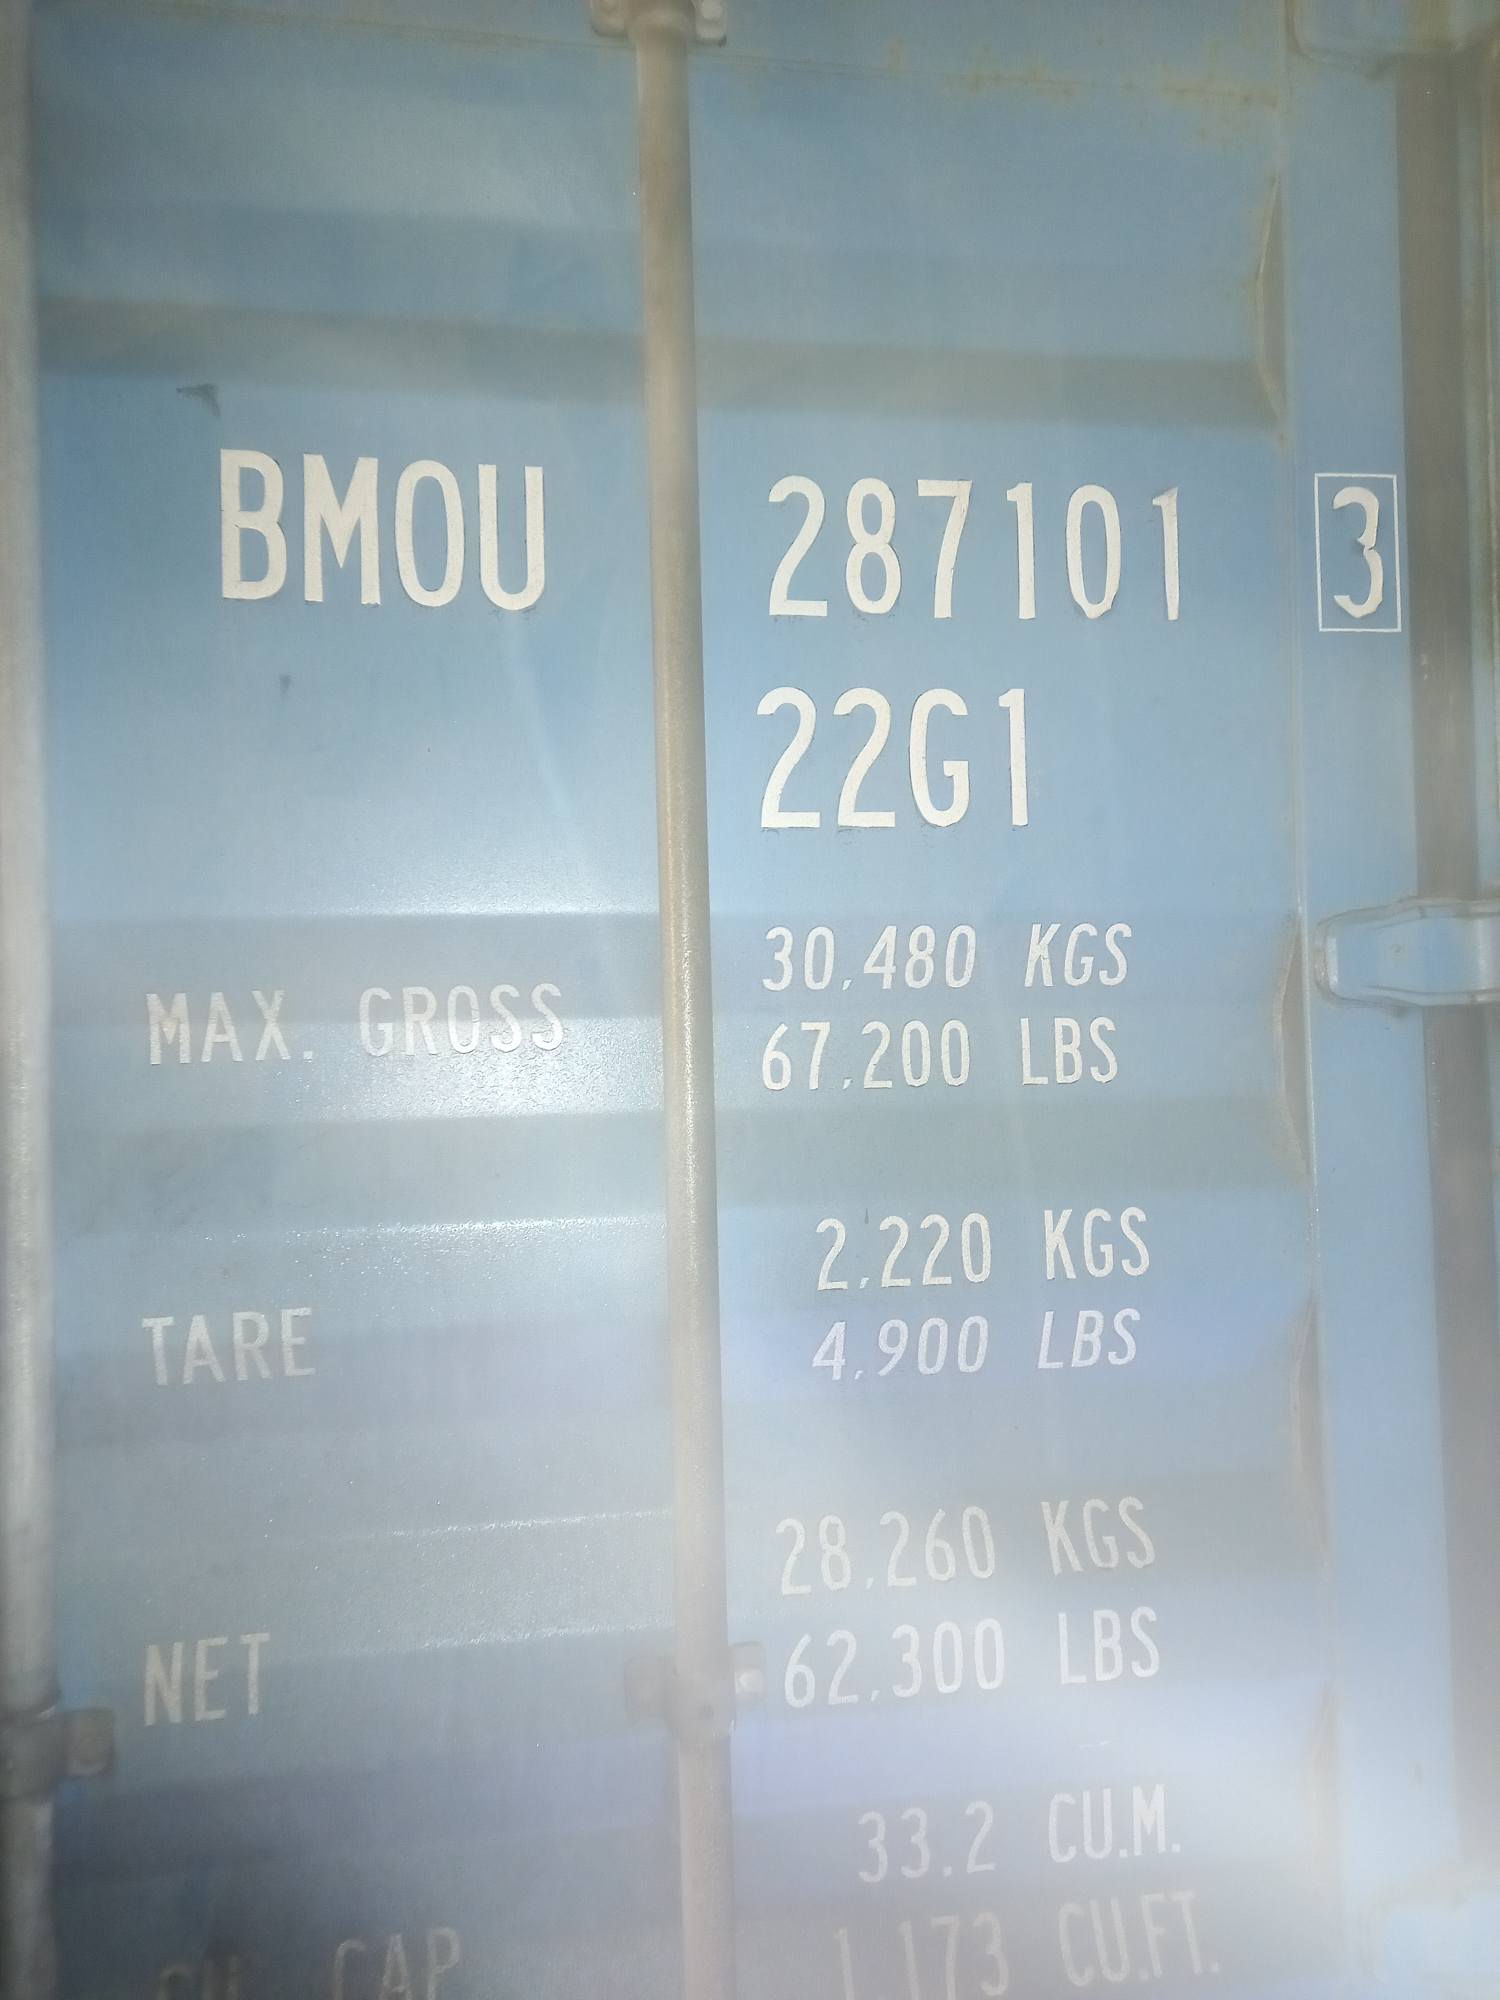 BMOU 287101 3
22G1
MAX. GROSS 30,480 KGS
67,200 LBS
TARE 2,220 KGS
4,900 LBS
NET 28,260 KGS
62,300 LBS
33.2 CU.M.
CU. CAP 1,173 CU.FT.